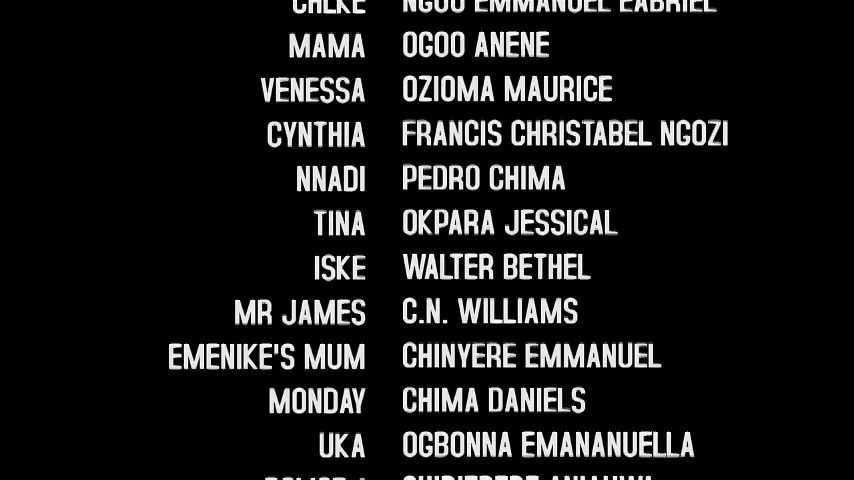 EMMANUEL
MAMA OGOO ANENE
VENESSA OZIOMA MAURICE
CYNTHIA FRANCIS CHRISTABEL NGOZI
NNADI PEDRO CHIMA
TINA OKPARA JESSICAL
ISKE WALTER BETHEL
MR JAMES C.N. WILLIAMS
EMENIKE'S MUM CHINYERE EMMANUEL
MONDAY CHIMA DANIELS
UKA OGBONNA EMANANUELLA